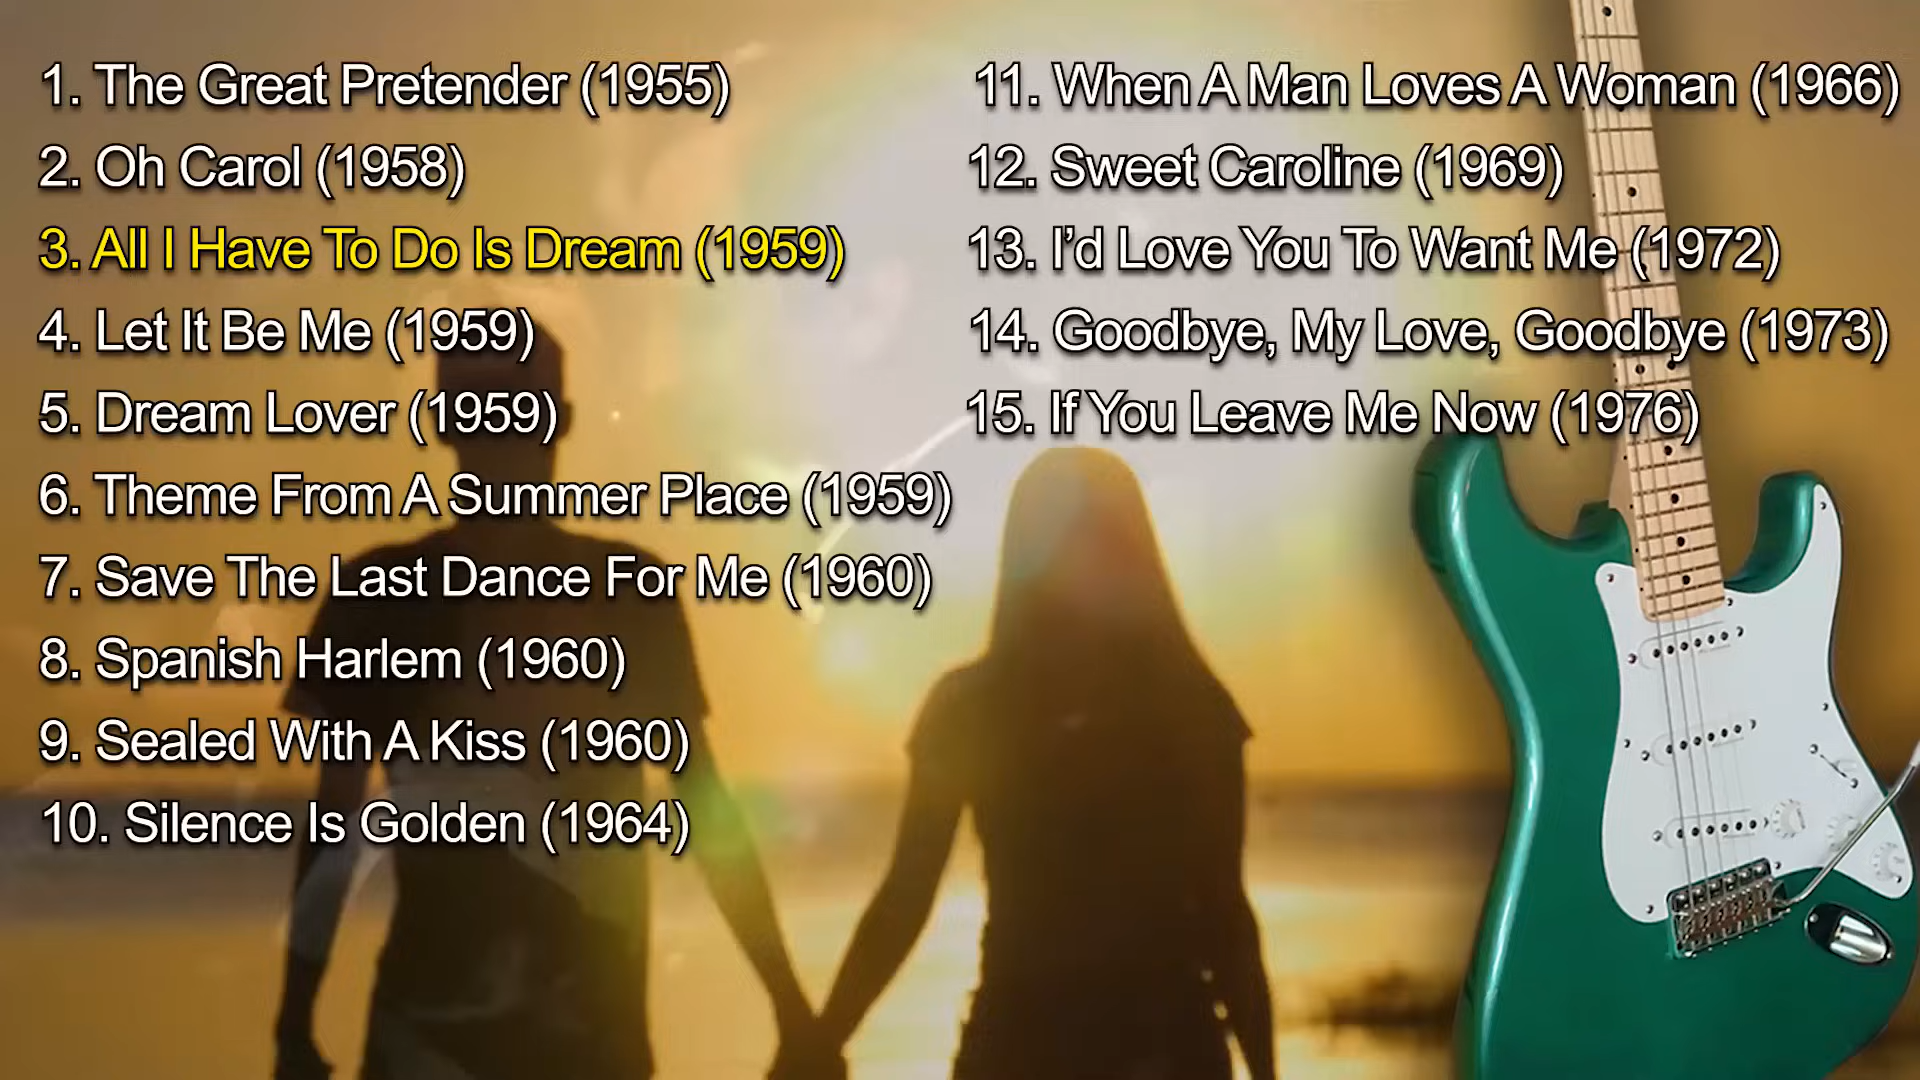 1. The Great Pretender (1955)
2. Oh Carol (1958)
3. All I Have To Do Is Dream (1959)
4. Let It Be Me (1959)
5. Dream Lover (1959)
6. Theme From A Summer Place (1959)
7. Save The Last Dance For Me (1960)
8. Spanish Harlem (1960)
9. Sealed With A Kiss (1960)
10. Silence Is Golden (1964)
11. When A Man Loves A Woman (1966)
12. Sweet Caroline (1969)
13. I’d Love You To Want Me (1972)
14. Goodbye, My Love, Goodbye (1973)
15. If You Leave Me Now (1976)